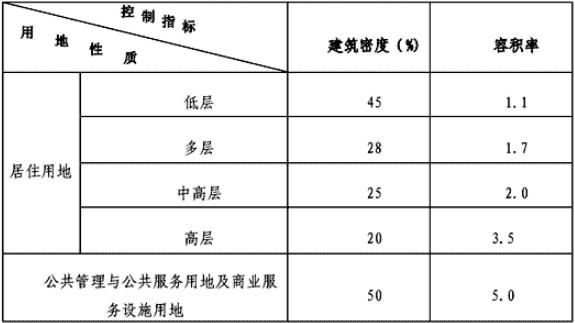 控制指标
用地性质
建筑密度（%）
容积率
居住用地
低层
45
1.1
多层
28
1.7
中高层
25
2.0
高层
20
3.5
公共管理与公共服务用地及商业服
务设施用地
50
5.0